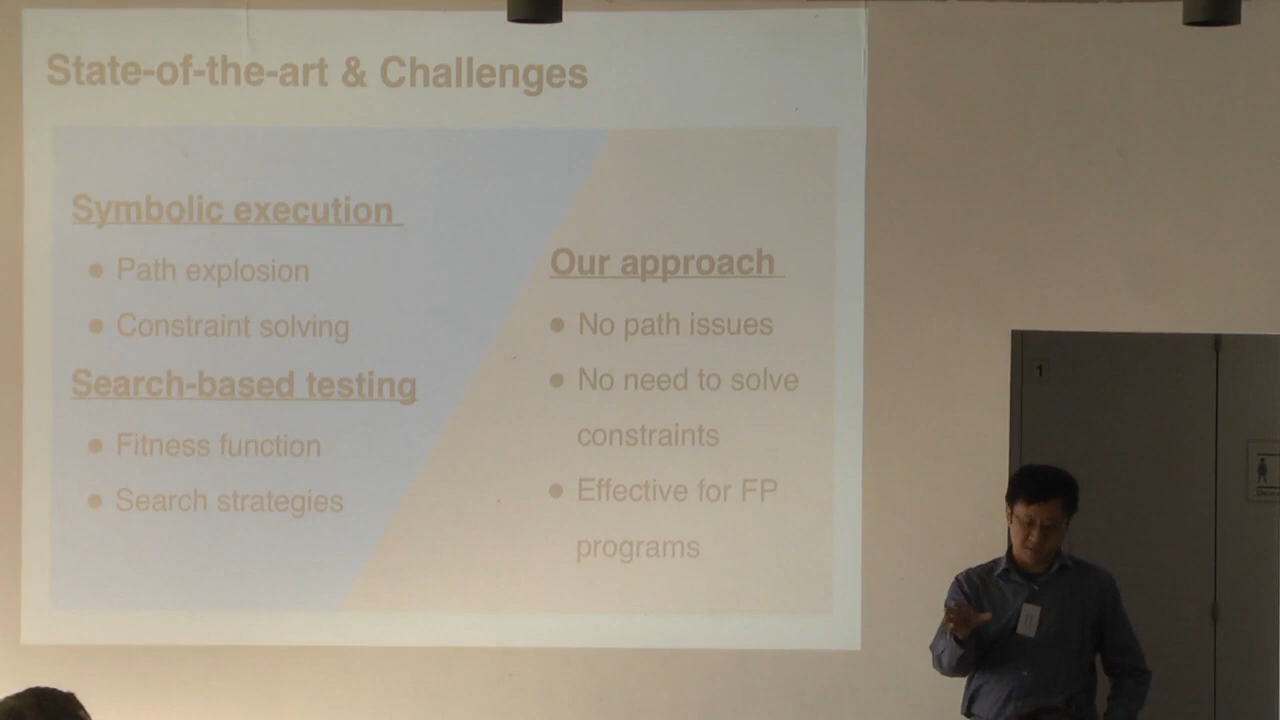 State-of-the-art & Challenges
Symbolic execution
● Path explosion
● Constraint solving
Search-based testing
● Fitness function
● Search strategies
Our approach
● No path issues
● No need to solve
constraints
● Effective for FP
programs
1